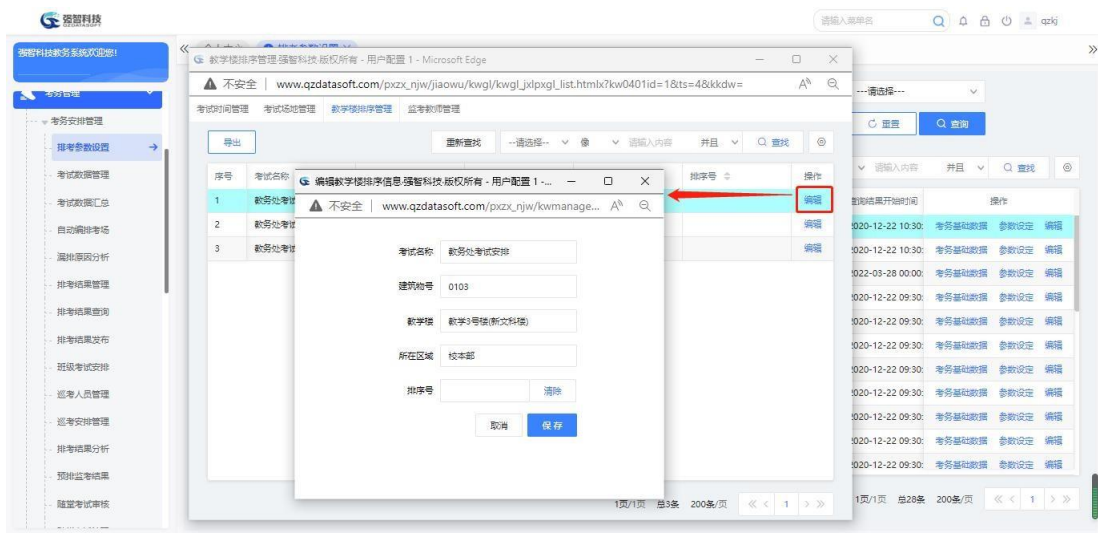 强智科技
QZDATASOFT
请输入菜单名
qzkj
强智科技教务系统欢迎您!
考务管理
考务安排管理
排考参数设置
考试数据管理
考试数据汇总
自动编排考场
漏排原因分析
排考结果管理
排考结果查询
排考结果发布
班级考试安排
巡考人员管理
巡考安排管理
排考结果分析
预排监考结果
随堂考试审核
教学楼排序管理-强智科技-版权所有 - 用户配置 1 - Microsoft Edge
不安全 | www.qzdatasoft.com/pxzx_njw/jiaowu/kwgl/kwgl_jxlpxgl_list.htmlx?kw0401id=1&ts=4&kkdw=
考试时间管理 考试场地管理 教学楼排序管理 监考教师管理
导出 重新查找 --请选择-- 像 请输入内容 并且 查找
序号 考试名称 排序号 操作
1 教务处考试 编辑
2 教务处考试 编辑
3 教务处考试 编辑
1页/1页 总3条 200条/页 1
编辑教学楼排序信息-强智科技-版权所有 - 用户配置 1 - ...
不安全 | www.qzdatasoft.com/pxzx_njw/kwmanage...
考试名称 教务处考试安排
建筑物号 0103
教学楼 教学3号楼(新文科楼)
所在区域 校本部
排序号 清除
取消 保存
---请选择---
重置 查询
请输入内容 并且 查找
查询结果开始时间 操作
2020-12-22 10:30: 考务基础数据 参数设定 编辑
2020-12-22 10:30: 考务基础数据 参数设定 编辑
2022-03-28 00:00: 考务基础数据 参数设定 编辑
2020-12-22 09:30: 考务基础数据 参数设定 编辑
2020-12-22 09:30: 考务基础数据 参数设定 编辑
2020-12-22 09:30: 考务基础数据 参数设定 编辑
2020-12-22 09:30: 考务基础数据 参数设定 编辑
2020-12-22 09:30: 考务基础数据 参数设定 编辑
2020-12-22 09:30: 考务基础数据 参数设定 编辑
2020-12-22 09:30: 考务基础数据 参数设定 编辑
2020-12-22 09:30: 考务基础数据 参数设定 编辑
1页/1页 总28条 200条/页 1